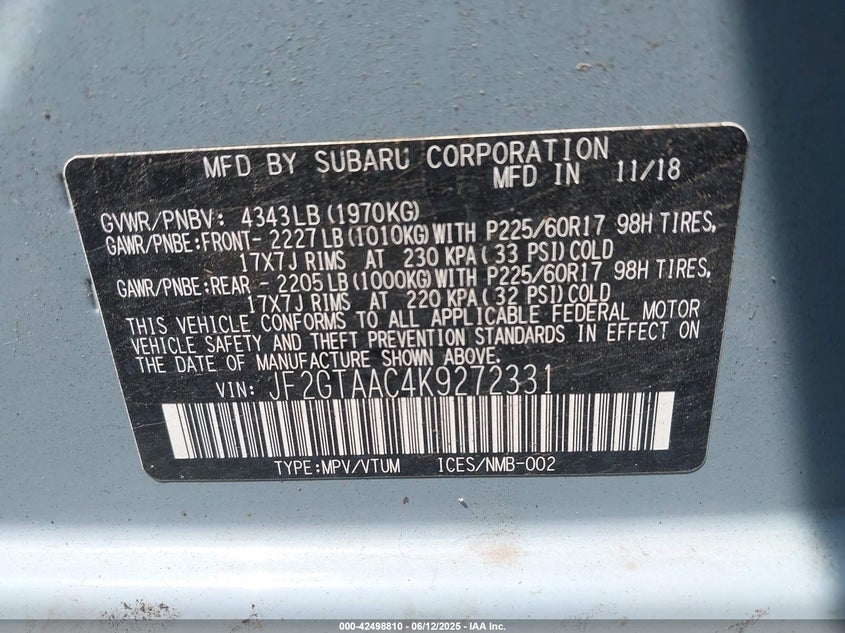 MFD BY SUBARU CORPORATION
MFD IN 11/18
GVWR/PNBV: 4343LB(1970KG)
GAWR/PNBE:FRONT- 2227LB(1010KG)WITH P225/60R17 98H TIRES,
17X7J RIMS AT 230 KPA(33 PSI)COLD
GAWR/PNBE:REAR - 2205LB(1000KG)WITH P225/60R17 98H TIRES,
17X7J RIMS AT 220 KPA(32 PSI)COLD
THIS VEHICLE CONFORMS TO ALL APPLICABLE FEDERAL MOTOR
VEHICLE SAFETY AND THEFT PREVENTION STANDARDS IN EFFECT ON
THE DATE OF MANUFACTURE SHOWN ABOVE.
VIN: JF2GTAAC4K9272331
TYPE:MPV/VTUM ICES/NMB-002
000-42498810 - 06/12/2025 - IAA Inc.